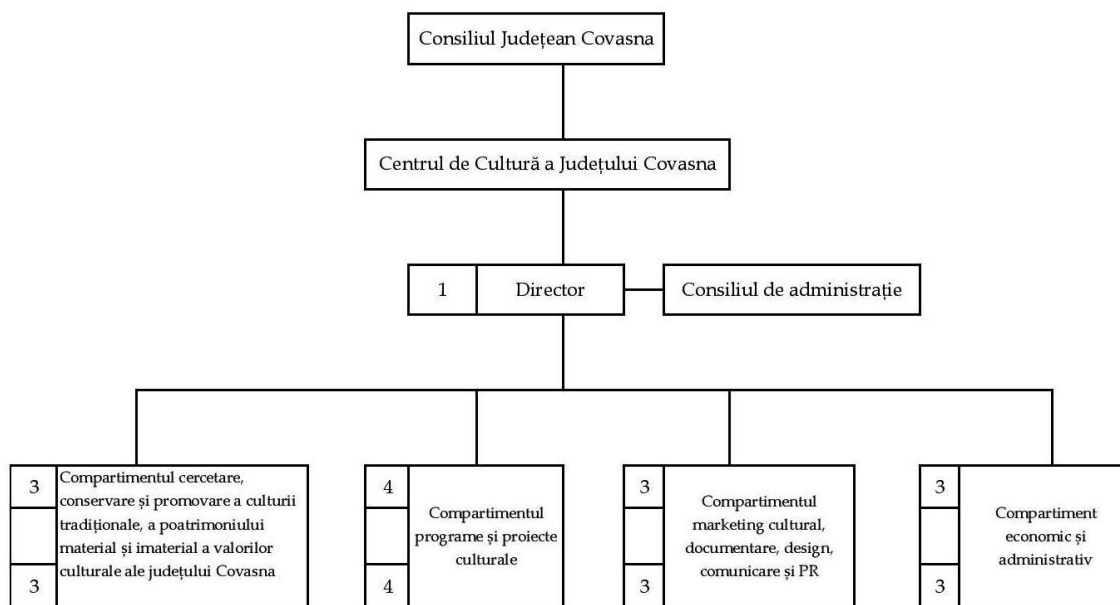 Consiliul Județean Covasna
Centrul de Cultură a Județului Covasna
1
Director
Consiliul de administrație
3
3
Compartimentul cercetare,
conservare și promovare a culturii
tradiționale, a poatrimoniului
material și imaterial a valorilor
culturale ale județului Covasna
4
4
Compartimentul
programe și proiecte
culturale
3
3
Compartimentul
marketing cultural,
documentare, design,
comunicare și PR
3
3
Compartiment
economic și
administrativ